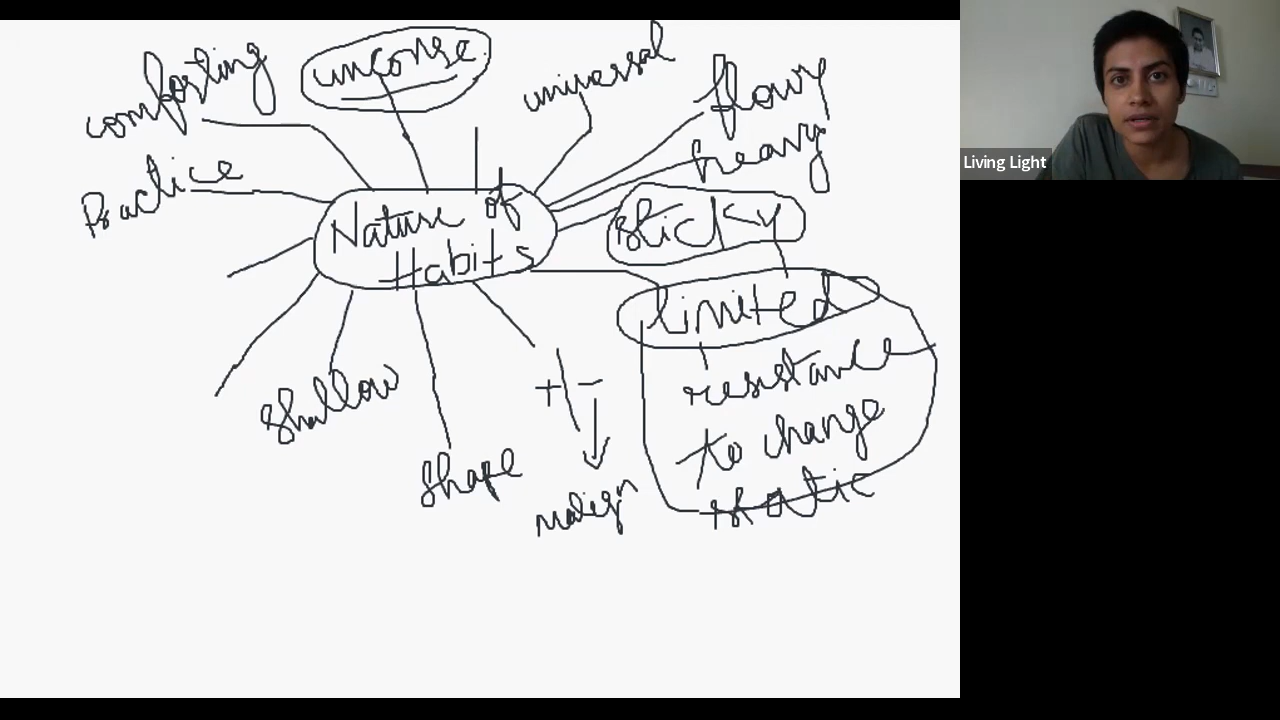 comforting
unconsc
universal
flowy
heavy
Practice
Nature of
Habits
sticky
limited
resistance
to change
static
shallow
shape
+/-
malign
Living Light